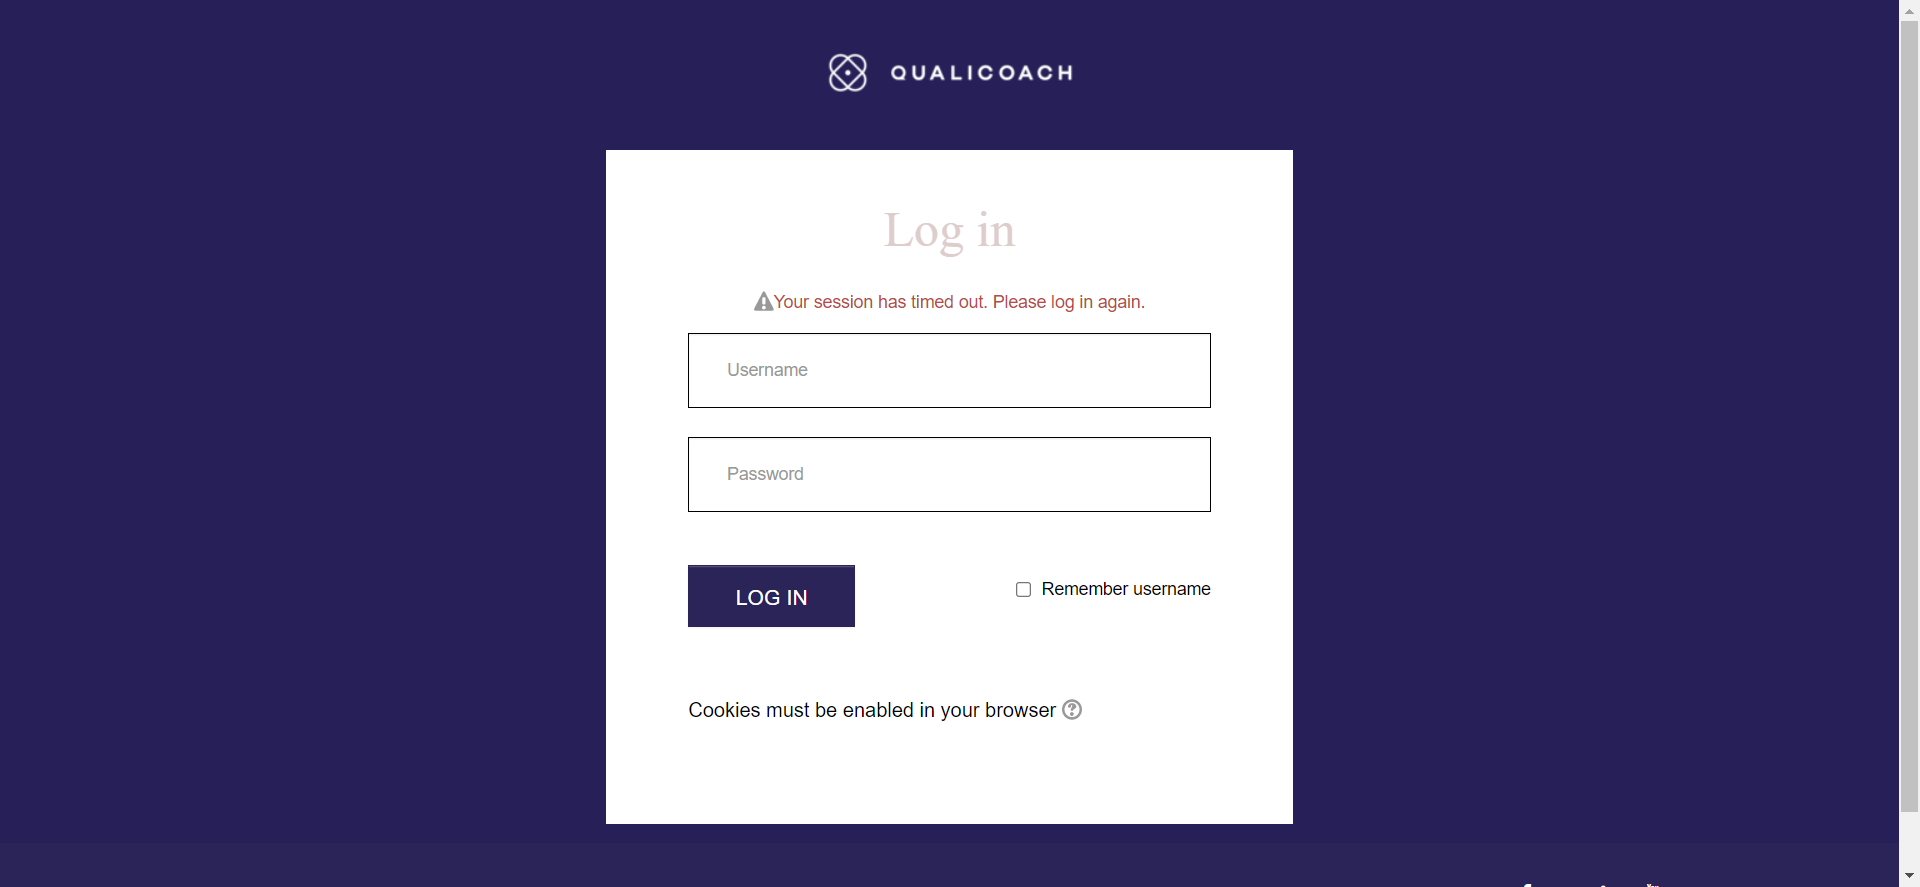 QUALICOACH
Log in
Your session has timed out. Please log in again.
Username
Password
LOG IN
Remember username
Cookies must be enabled in your browser